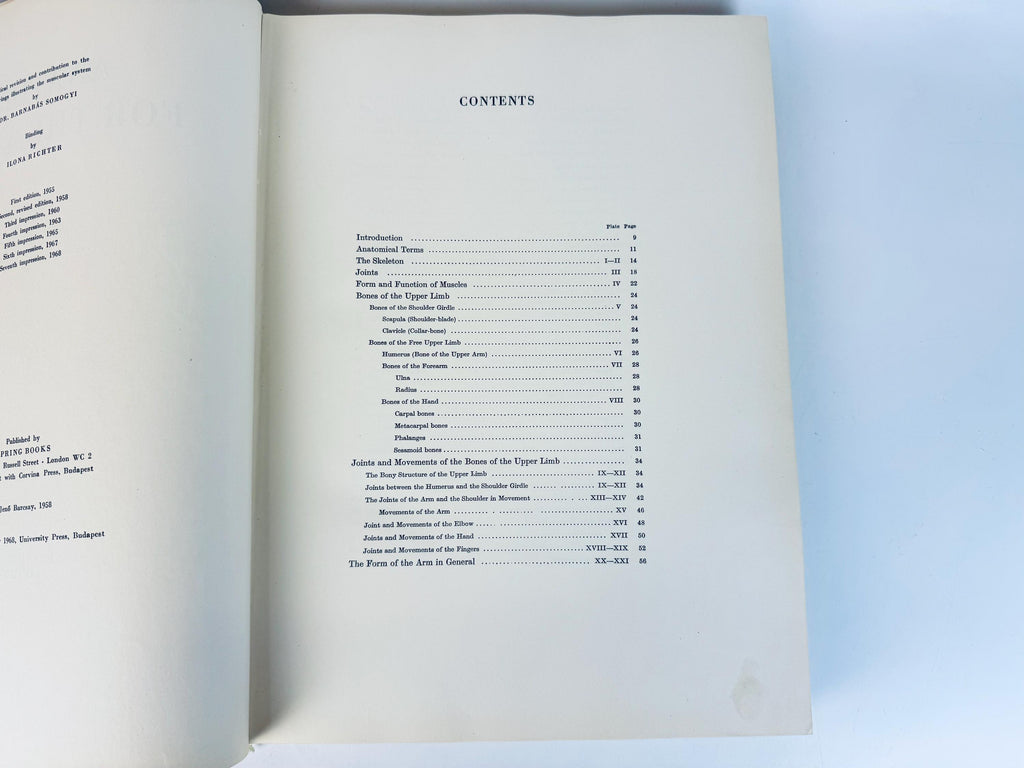 ical revision and contribution to the
ings illustrating the muscular system
by
DR. BARNABÁS SOMOGYI
Binding
by
ILONA RICHTER
First edition, 1955
Second, revised edition, 1958
Third impression, 1960
Fourth impression, 1963
Fifth impression, 1965
Sixth impression, 1967
Seventh impression, 1968
Published by
PRING BOOKS
Russell Street · London WC 2
t with Corvina Press, Budapest
Jenő Barcsay, 1958
1968, University Press, Budapest
CONTENTS
Plate Page
Introduction 9
Anatomical Terms 11
The Skeleton I—II 14
Joints III 18
Form and Function of Muscles IV 22
Bones of the Upper Limb 24
Bones of the Shoulder Girdle V 24
Scapula (Shoulder-blade) 24
Clavicle (Collar-bone) 24
Bones of the Free Upper Limb 26
Humerus (Bone of the Upper Arm) VI 26
Bones of the Forearm VII 28
Ulna 28
Radius 28
Bones of the Hand VIII 30
Carpal bones 30
Metacarpal bones 30
Phalanges 31
Sesamoid bones 31
Joints and Movements of the Bones of the Upper Limb 34
The Bony Structure of the Upper Limb IX—XII 34
Joints between the Humerus and the Shoulder Girdle IX—XII 34
The Joints of the Arm and the Shoulder in Movement XIII—XIV 42
Movements of the Arm XV 46
Joint and Movements of the Elbow XVI 48
Joints and Movements of the Hand XVII 50
Joints and Movements of the Fingers XVIII—XIX 52
The Form of the Arm in General XX—XXI 56